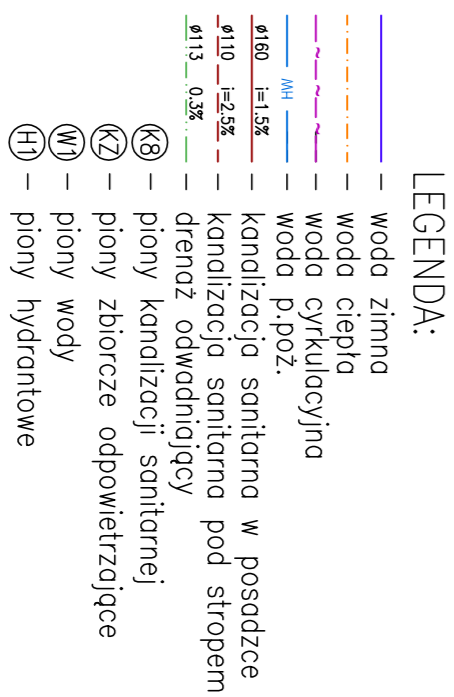 LEGENDA:
– woda zimna
– woda ciepła
– woda cyrkulacyjna
HW – woda p.poż.
ø160 i=1.5% – kanalizacja sanitarna w posadzce
ø110 i=2.5% – kanalizacja sanitarna pod stropem
ø113 0.3% – drenaż odwadniający
K8 – piony kanalizacji sanitarnej
KZ – piony zbiorcze odpowietrzające
W1 – piony wody
H1 – piony hydrantowe